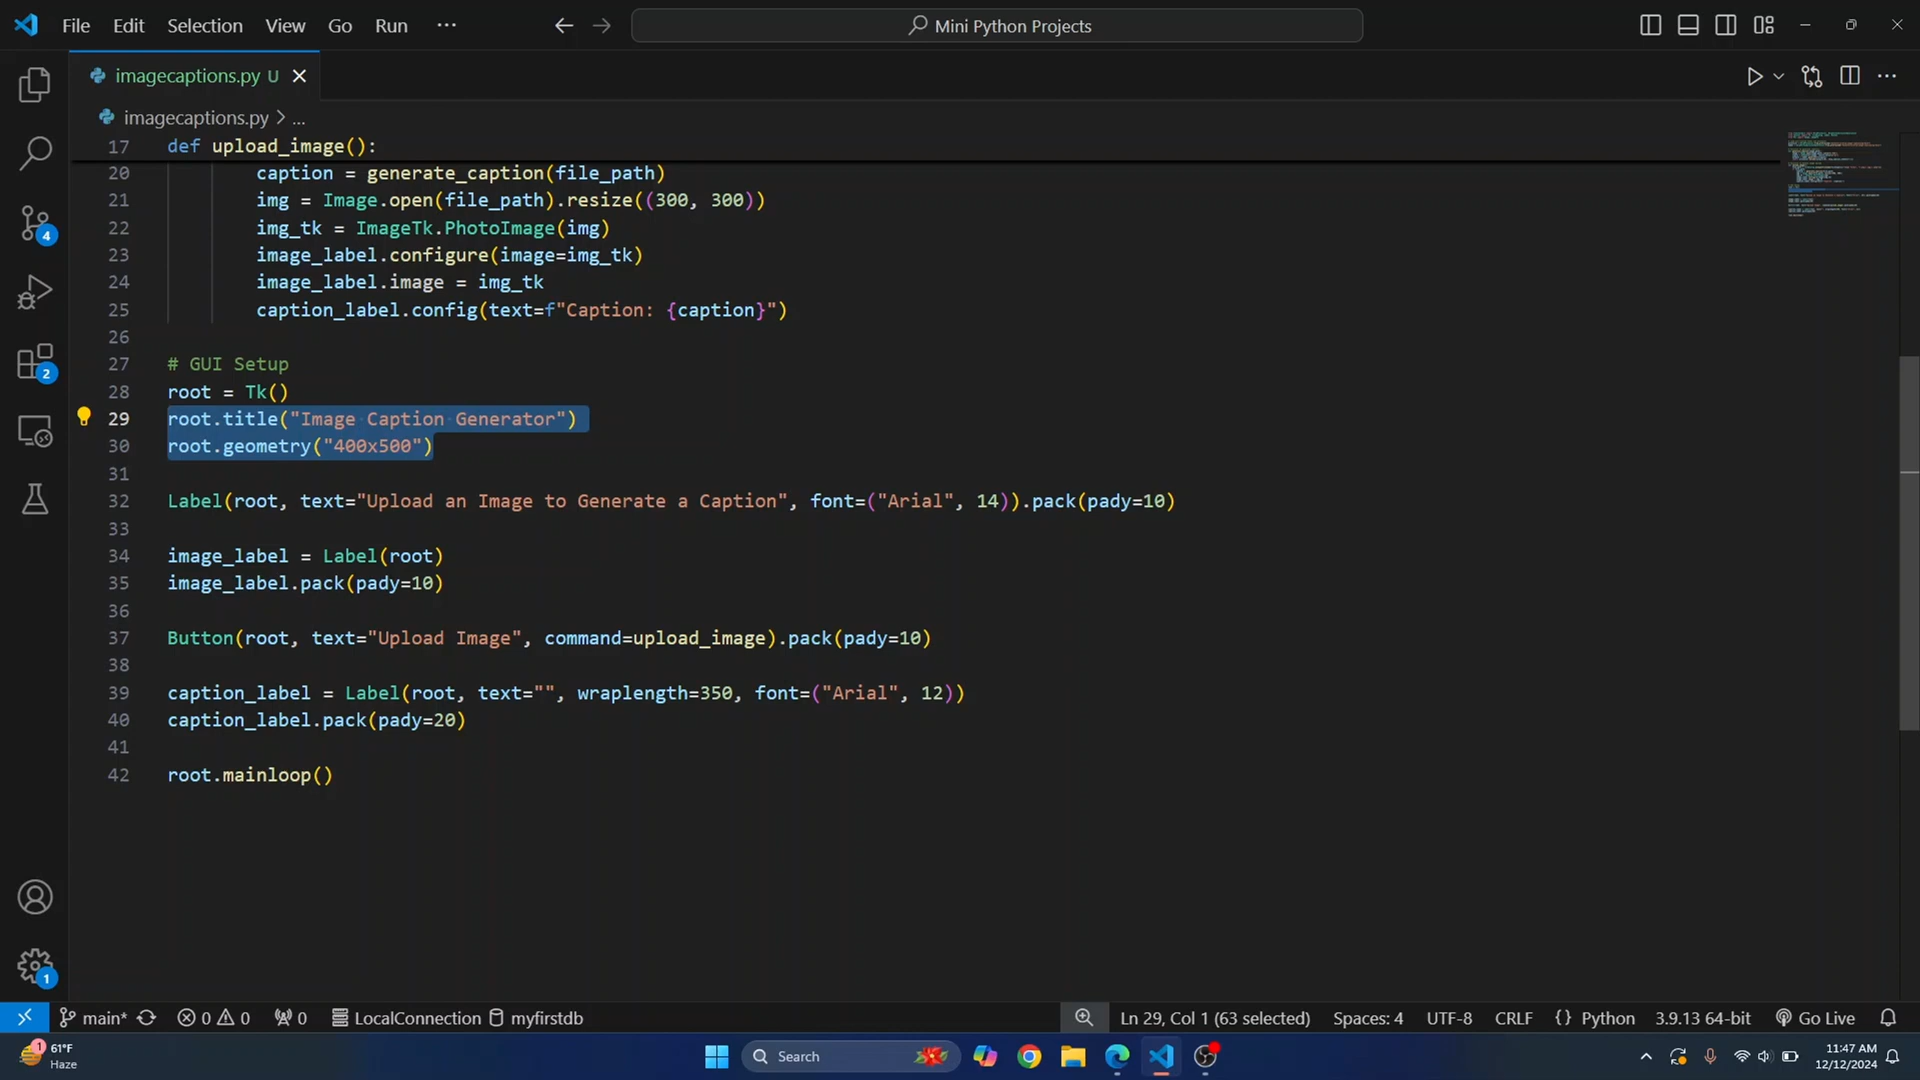 File Edit Selection View Go Run ···
Mini Python Projects
imagecaptions.py U
imagecaptions.py > ...
17 def upload_image():
20 caption = generate_caption(file_path)
21 img = Image.open(file_path).resize((300, 300))
22 img_tk = ImageTk.PhotoImage(img)
23 image_label.configure(image=img_tk)
24 image_label.image = img_tk
25 caption_label.config(text=f"Caption: {caption}")
26
27 # GUI Setup
28 root = Tk()
29 root.title("Image Caption Generator")
30 root.geometry("400x500")
31
32 Label(root, text="Upload an Image to Generate a Caption", font=("Arial", 14)).pack(pady=10)
33
34 image_label = Label(root)
35 image_label.pack(pady=10)
36
37 Button(root, text="Upload Image", command=upload_image).pack(pady=10)
38
39 caption_label = Label(root, text="", wraplength=350, font=("Arial", 12))
40 caption_label.pack(pady=20)
41
42 root.mainloop()
4
2
1
main* 0 0 0 LocalConnection myfirstdb Ln 29, Col 1 (63 selected) Spaces: 4 UTF-8 CRLF {} Python 3.9.13 64-bit Go Live
1
61°F
Haze
Search
11:47 AM
12/12/2024